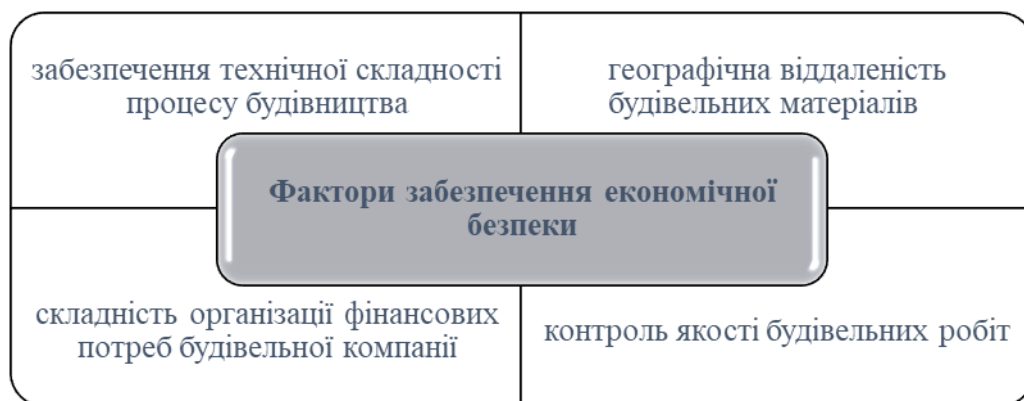 забезпечення технічної складності
процесу будівництва
географічна віддаленість
будівельних матеріалів
Фактори забезпечення економічної
безпеки
складність організації фінансових
потреб будівельної компанії
контроль якості будівельних робіт